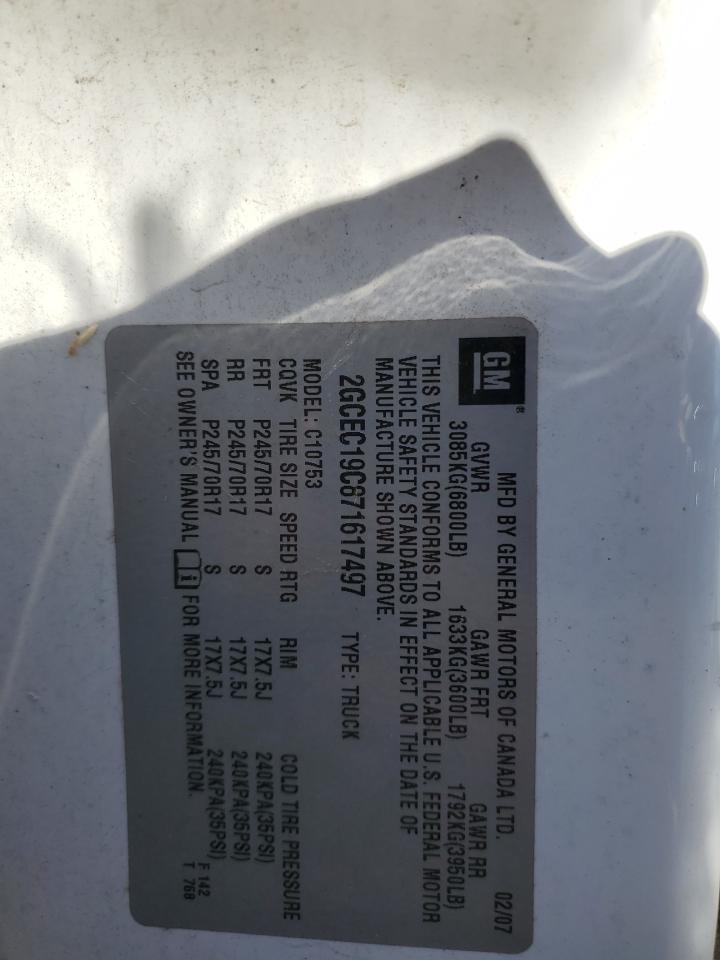 GM® MFD BY GENERAL MOTORS OF CANADA LTD. 02/07
GVWR GAWR FRT GAWR RR
3085KG(6800LB) 1633KG(3600LB) 1792KG(3950LB)
THIS VEHICLE CONFORMS TO ALL APPLICABLE U.S. FEDERAL MOTOR
VEHICLE SAFETY STANDARDS IN EFFECT ON THE DATE OF
MANUFACTURE SHOWN ABOVE.
2GCEC19C871617497 TYPE: TRUCK
MODEL: C10753
CQVK TIRE SIZE SPEED RTG RIM COLD TIRE PRESSURE
FRT P245/70R17 S 17X7.5J 240KPA(35PSI)
RR P245/70R17 S 17X7.5J 240KPA(35PSI)
SPA P245/70R17 S 17X7.5J 240KPA(35PSI)
SEE OWNER'S MANUAL FOR MORE INFORMATION.
F 142
T 768